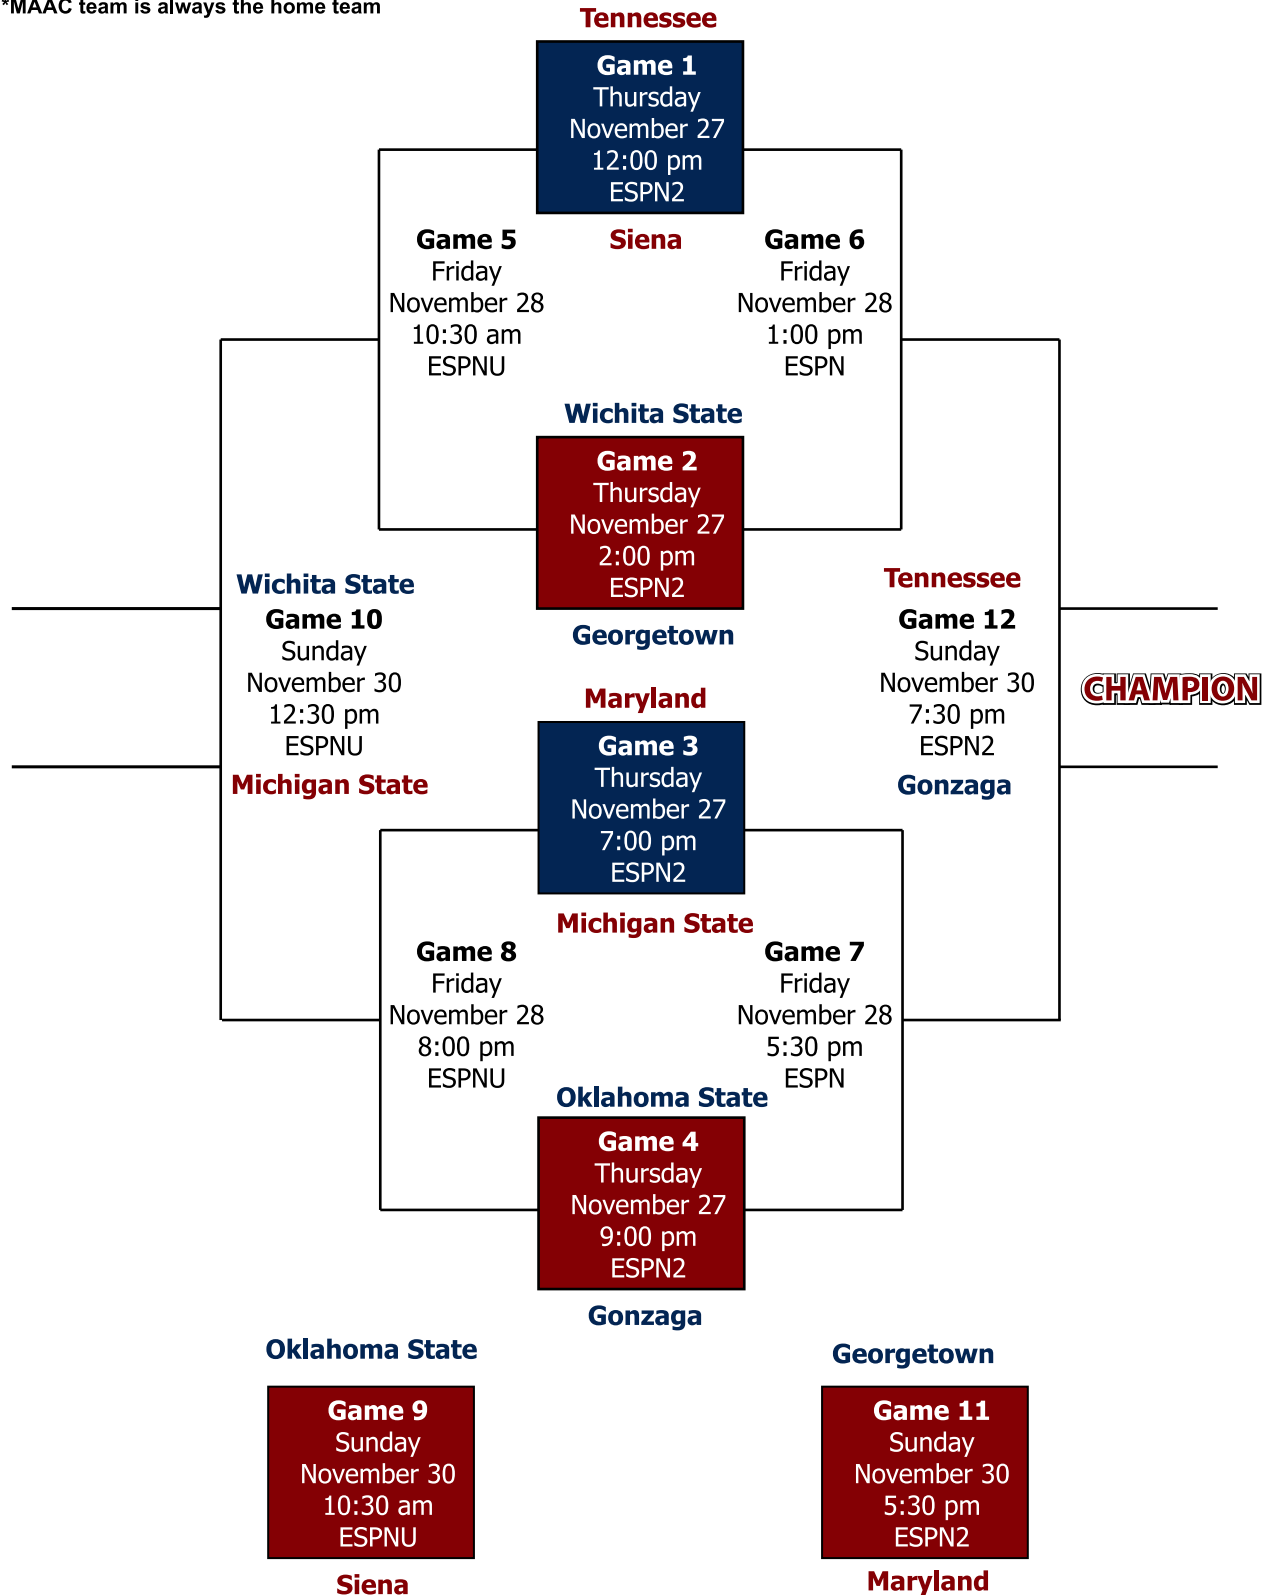 *MAAC team is always the home team
Tennessee
Game 1
Thursday
November 27
12:00 pm
ESPN2
Siena
Game 5
Friday
November 28
10:30 am
ESPNU
Game 6
Friday
November 28
1:00 pm
ESPN
Wichita State
Game 2
Thursday
November 27
2:00 pm
ESPN2
Georgetown
Wichita State
Game 10
Sunday
November 30
12:30 pm
ESPNU
Michigan State
Tennessee
Game 12
Sunday
November 30
7:30 pm
ESPN2
Gonzaga
CHAMPION
Maryland
Game 3
Thursday
November 27
7:00 pm
ESPN2
Michigan State
Game 8
Friday
November 28
8:00 pm
ESPNU
Game 7
Friday
November 28
5:30 pm
ESPN
Oklahoma State
Game 4
Thursday
November 27
9:00 pm
ESPN2
Gonzaga
Oklahoma State
Game 9
Sunday
November 30
10:30 am
ESPNU
Siena
Georgetown
Game 11
Sunday
November 30
5:30 pm
ESPN2
Maryland